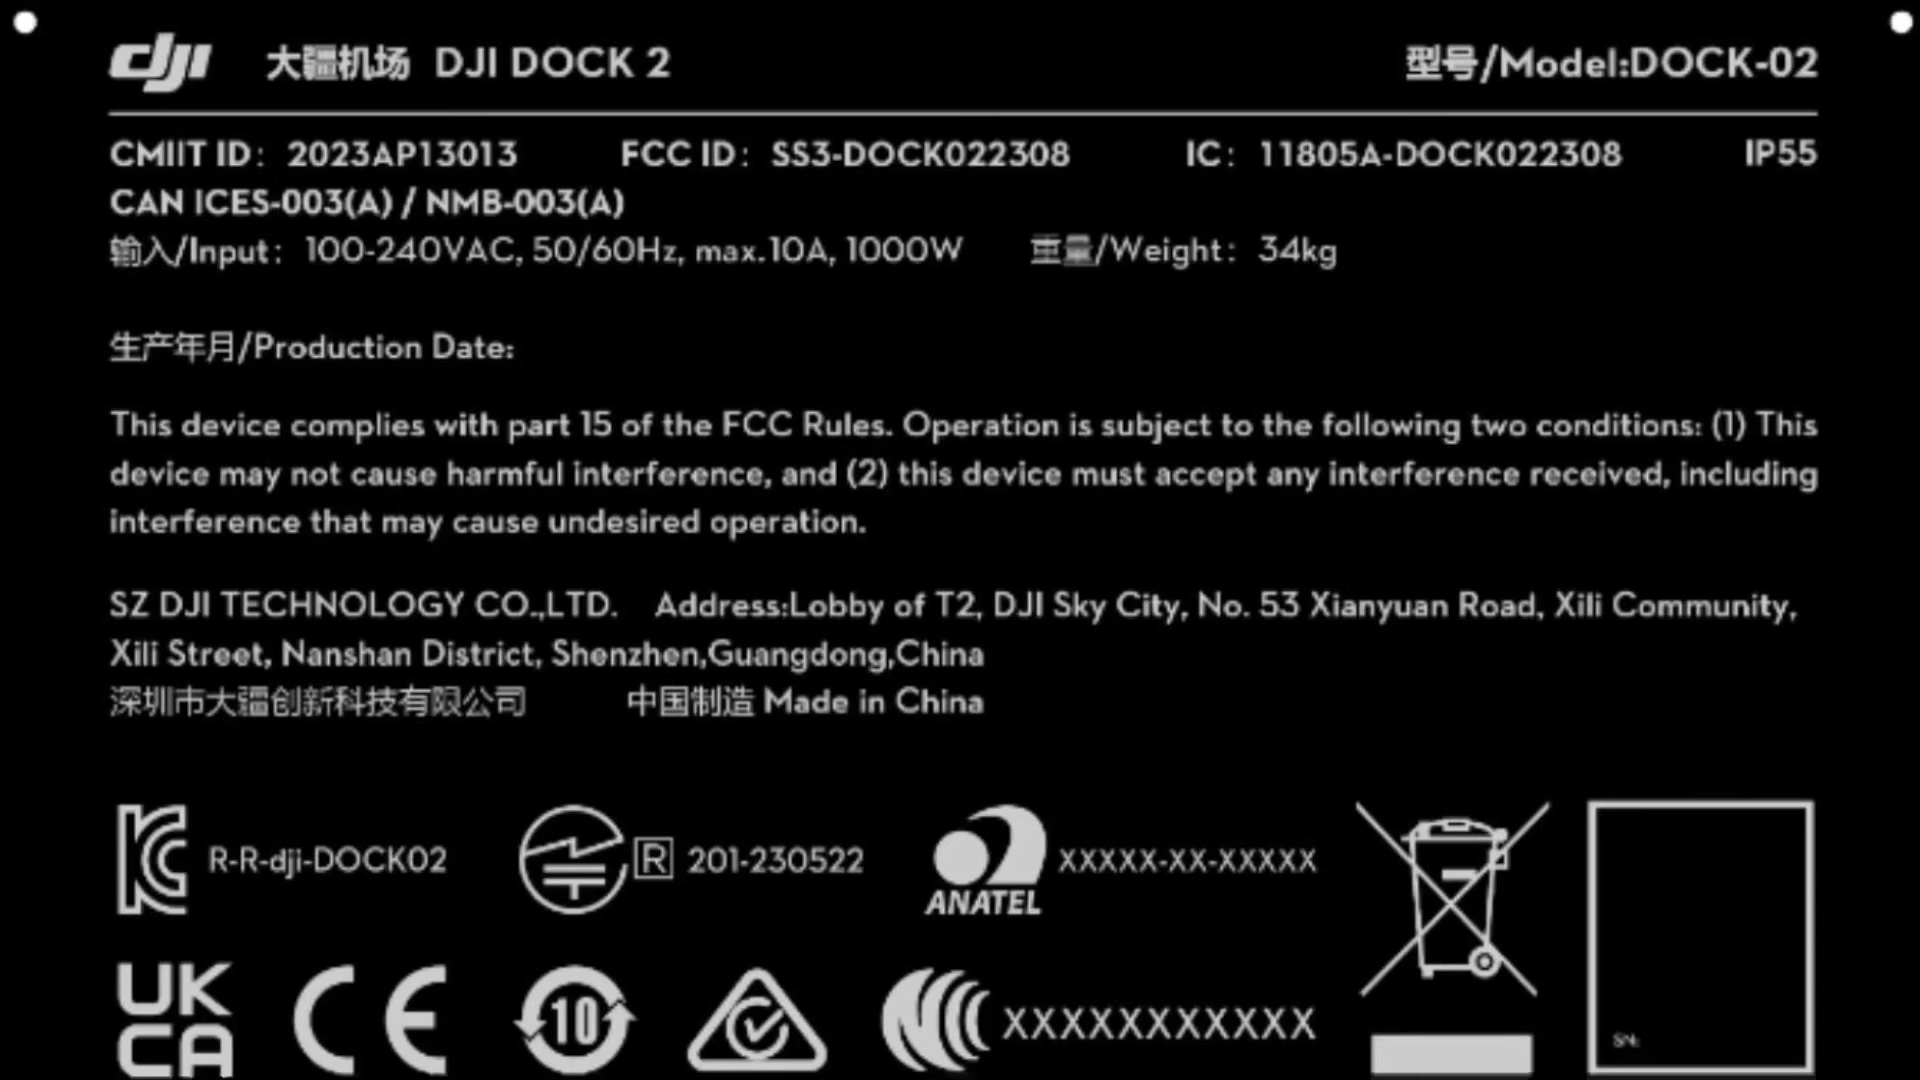 dji 大疆机场 DJI DOCK 2 型号/Model:DOCK-02
CMIIT ID: 2023AP13013 FCC ID: SS3-DOCK022308 IC: 11805A-DOCK022308 IP55
CAN ICES-003(A) / NMB-003(A)
输入/Input: 100-240VAC, 50/60Hz, max.10A, 1000W 重量/Weight: 34kg
生产年月/Production Date:
This device complies with part 15 of the FCC Rules. Operation is subject to the following two conditions: (1) This
device may not cause harmful interference, and (2) this device must accept any interference received, including
interference that may cause undesired operation.
SZ DJI TECHNOLOGY CO.,LTD. Address:Lobby of T2, DJI Sky City, No. 53 Xianyuan Road, Xili Community,
Xili Street, Nanshan District, Shenzhen,Guangdong,China
深圳市大疆创新科技有限公司 中国制造 Made in China
KC R-R-dji-DOCK02 R 201-230522 ANATEL XXXXX-XX-XXXXX
UK
CA CE 10 NCC XXXXXXXXXXX SN: